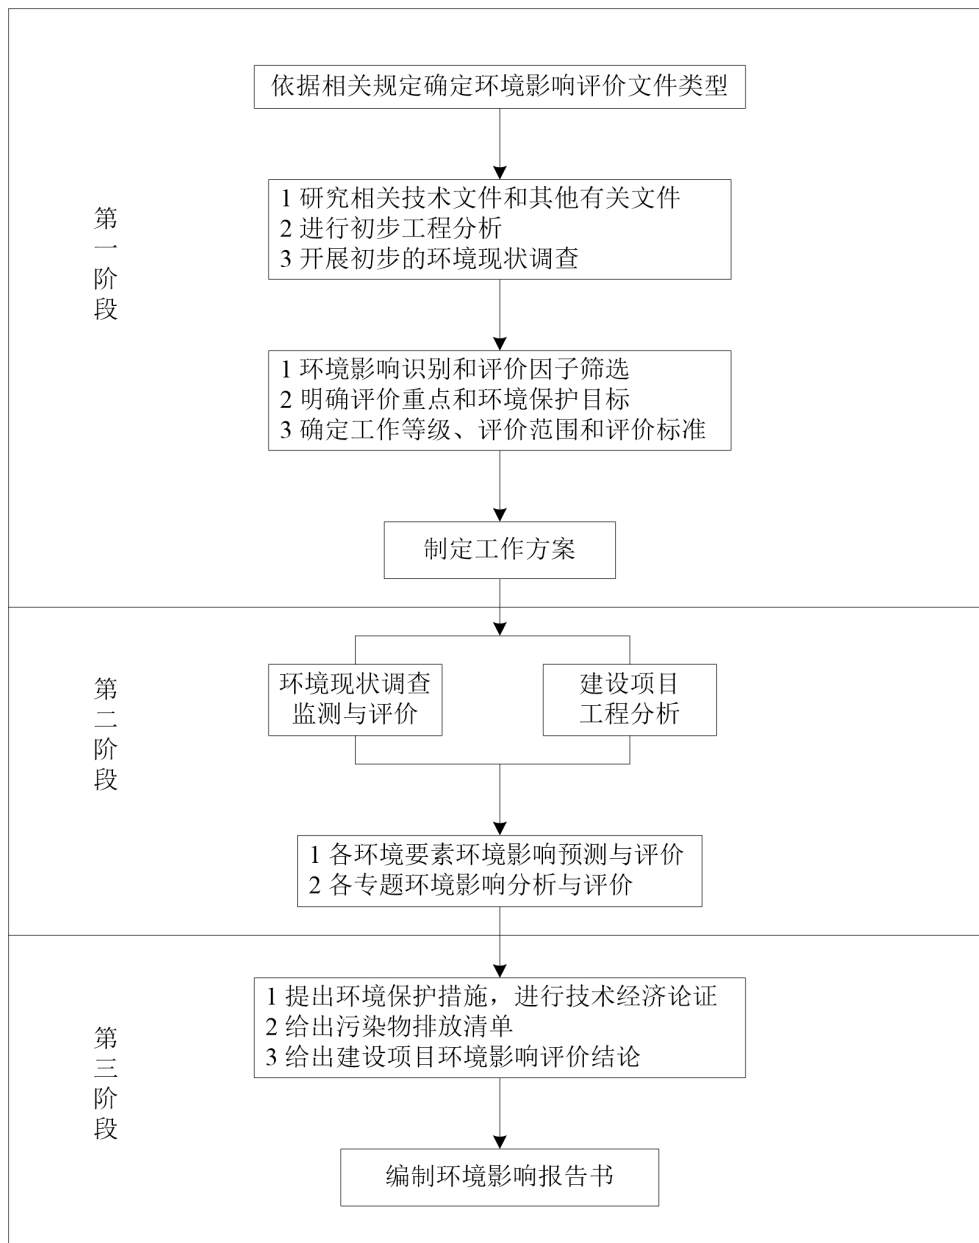 依据相关规定确定环境影响评价文件类型
第一阶段
1 研究相关技术文件和其他有关文件
2 进行初步工程分析
3 开展初步的环境现状调查
1 环境影响识别和评价因子筛选
2 明确评价重点和环境保护目标
3 确定工作等级、评价范围和评价标准
制定工作方案
第二阶段
环境现状调查
监测与评价
建设项目
工程分析
1 各环境要素环境影响预测与评价
2 各专题环境影响分析与评价
第三阶段
1 提出环境保护措施，进行技术经济论证
2 给出污染物排放清单
3 给出建设项目环境影响评价结论
编制环境影响报告书